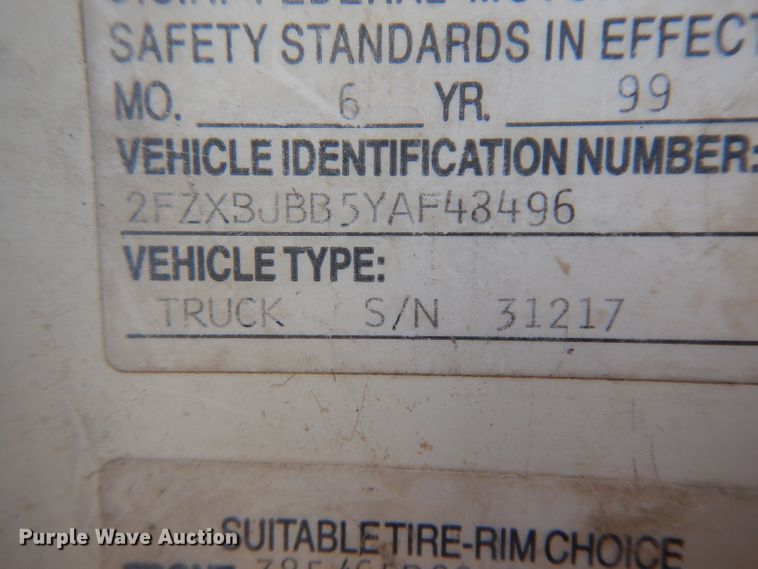 SAFETY STANDARDS IN EFFECT
MO. 6 YR. 99
VEHICLE IDENTIFICATION NUMBER:
2FZXBJBB5YAF48496
VEHICLE TYPE:
TRUCK S/N 31217
SUITABLE TIRE-RIM CHOICE
Purple Wave Auction